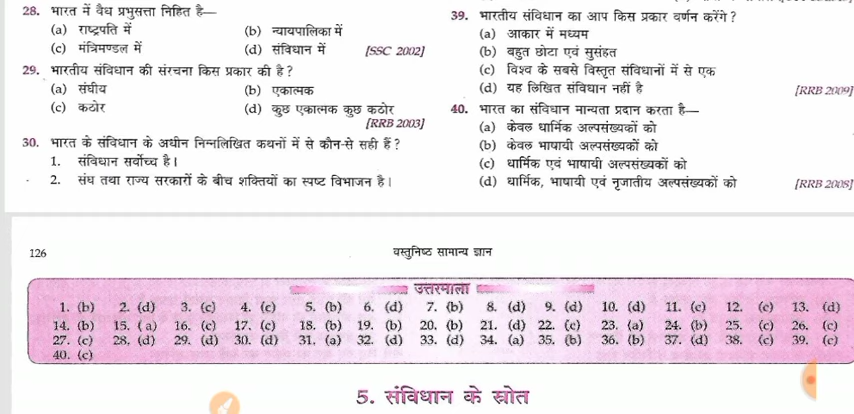 28. भारत में वैध प्रभुसत्ता निहित है—
(a) राष्ट्रपति में (b) न्यायपालिका में
(c) मंत्रिमण्डल में (d) संविधान में [SSC 2002]
29. भारतीय संविधान की संरचना किस प्रकार की है?
(a) संघीय (b) एकात्मक
(c) कठोर (d) कुछ एकात्मक कुछ कठोर
[RRB 2003]
30. भारत के संविधान के अधीन निम्नलिखित कथनों में से कौन-से सही हैं?
1. संविधान सर्वोच्च है।
2. संघ तथा राज्य सरकारों के बीच शक्तियों का स्पष्ट विभाजन है।
39. भारतीय संविधान का आप किस प्रकार वर्णन करेंगे?
(a) आकार में मध्यम
(b) बहुत छोटा एवं सुसंहत
(c) विश्व के सबसे विस्तृत संविधानों में से एक
(d) यह लिखित संविधान नहीं है [RRB 2009]
40. भारत का संविधान मान्यता प्रदान करता है—
(a) केवल धार्मिक अल्पसंख्यकों को
(b) केवल भाषायी अल्पसंख्यकों को
(c) धार्मिक एवं भाषायी अल्पसंख्यकों को
(d) धार्मिक, भाषायी एवं नृजातीय अल्पसंख्यकों को [RRB 2008]
126 वस्तुनिष्ठ सामान्य ज्ञान
उत्तरमाला
1. (b) 2. (d) 3. (c) 4. (c) 5. (b) 6. (d) 7. (b) 8. (d) 9. (d) 10. (d) 11. (c) 12. (c) 13. (d)
14. (b) 15. (a) 16. (c) 17. (c) 18. (b) 19. (b) 20. (b) 21. (d) 22. (c) 23. (a) 24. (b) 25. (c) 26. (c)
27. (c) 28. (d) 29. (d) 30. (d) 31. (a) 32. (d) 33. (d) 34. (a) 35. (b) 36. (b) 37. (d) 38. (c) 39. (c)
40. (c)
5. संविधान के स्रोत